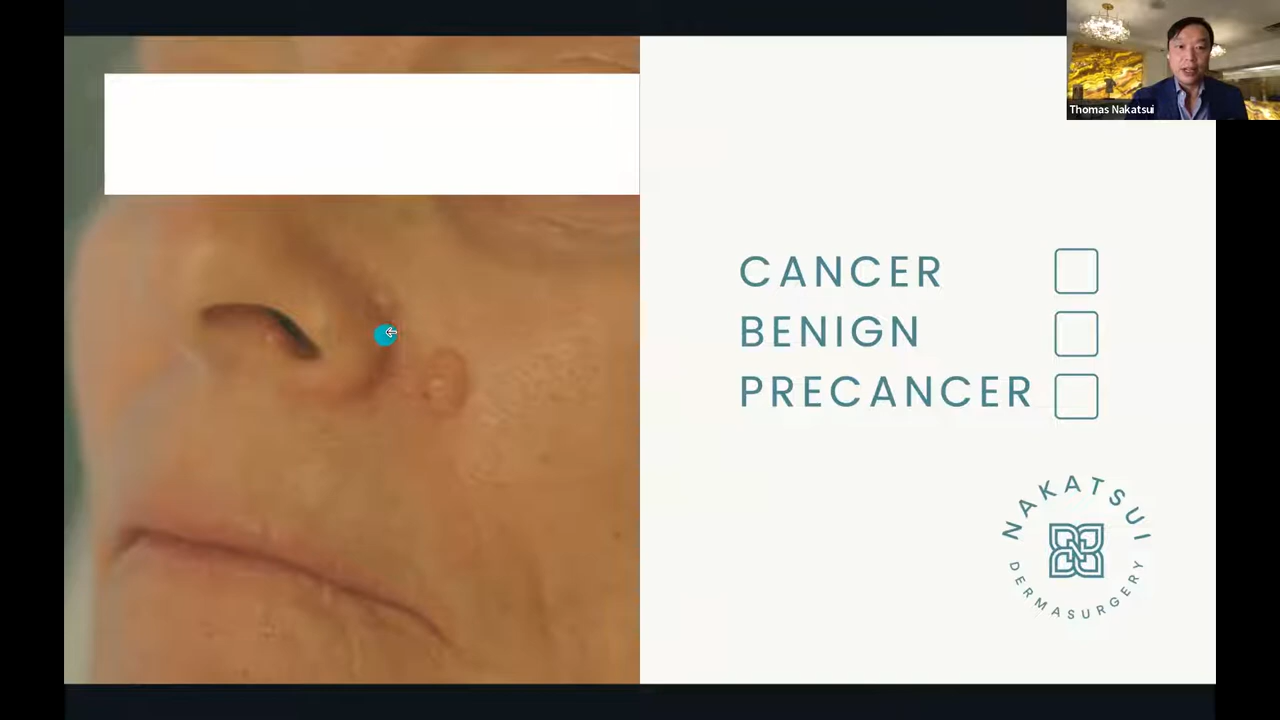 Thomas Nakatsui
CANCER
BENIGN
PRECANCER
NAKATSUI
DERMASURGERY